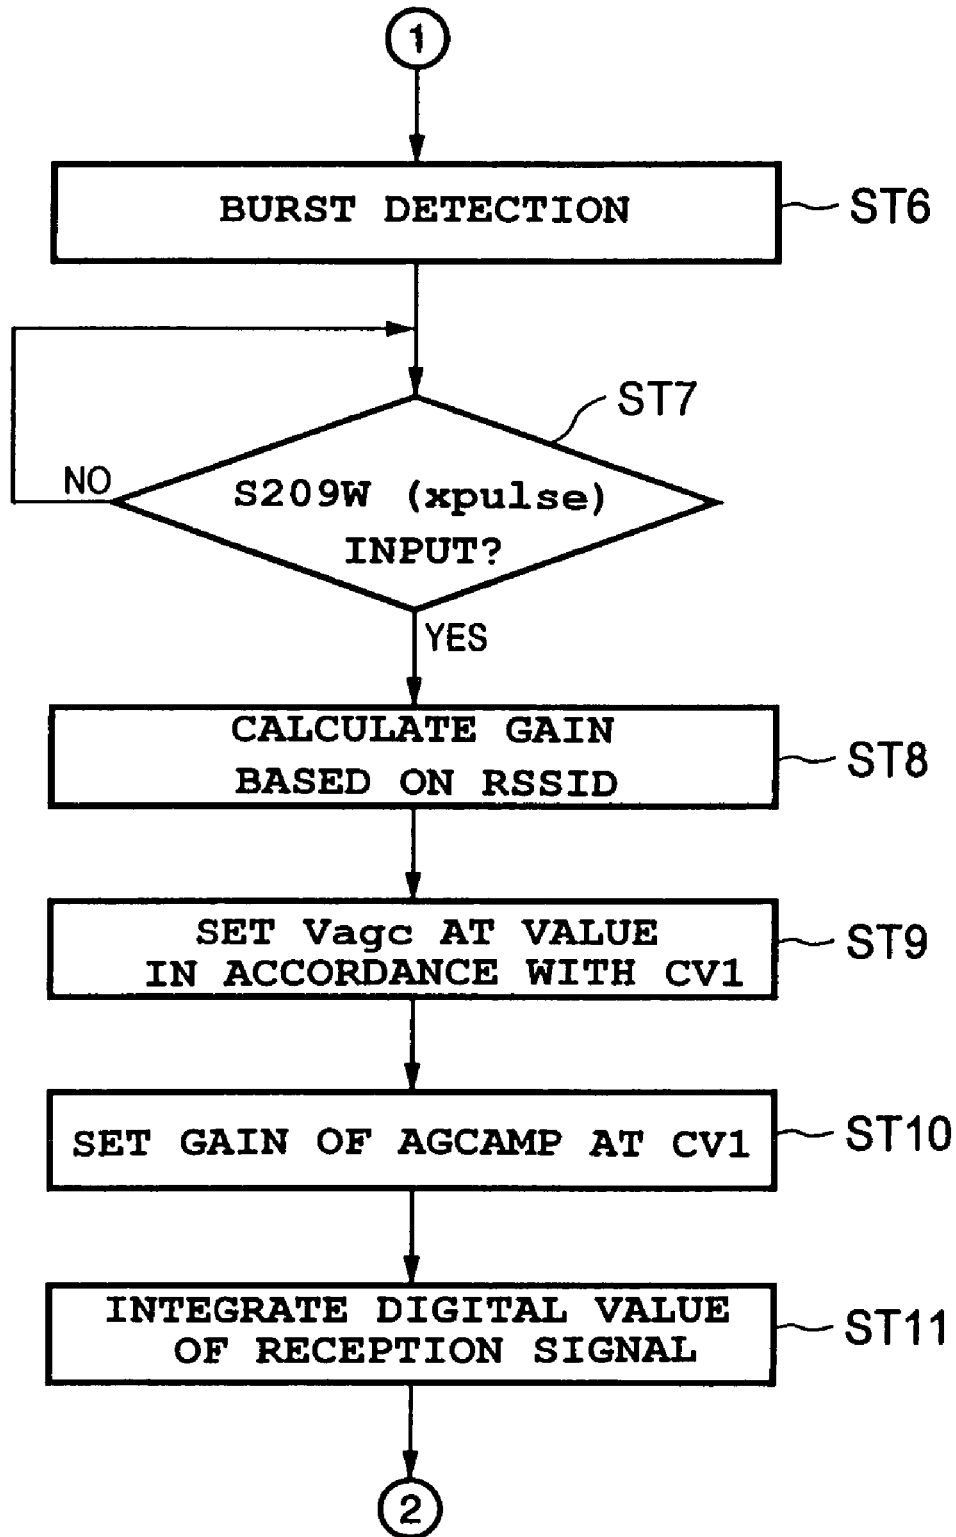 1
BURST DETECTION
ST6
ST7
NO
S209W (xpulse)
INPUT?
YES
CALCULATE GAIN
BASED ON RSSID
ST8
SET Vagc AT VALUE
IN ACCORDANCE WITH CV1
ST9
SET GAIN OF AGCAMP AT CV1
ST10
INTEGRATE DIGITAL VALUE
OF RECEPTION SIGNAL
ST11
2